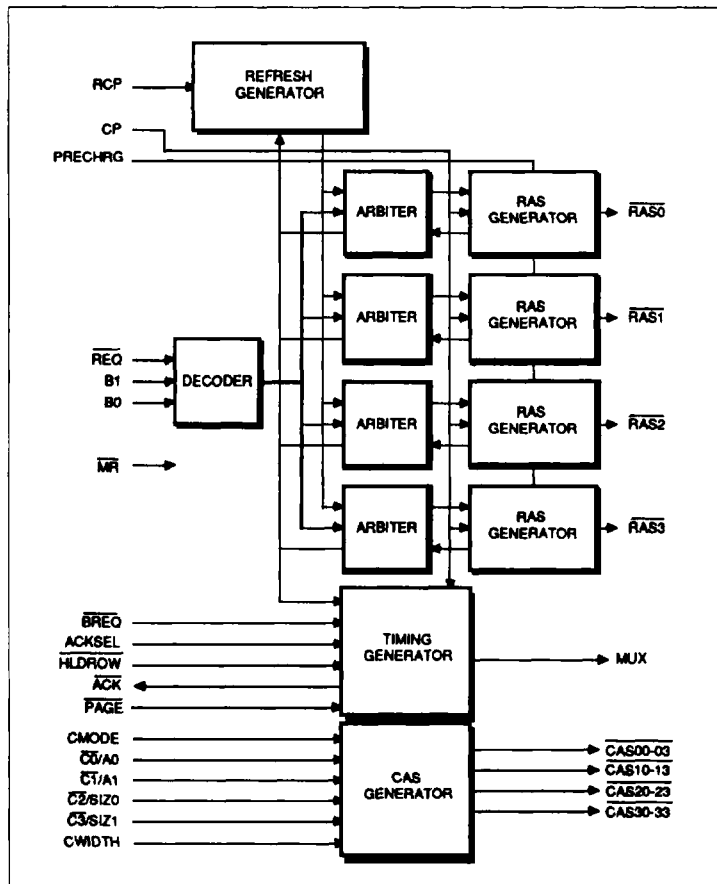 REFRESH
GENERATOR
RCP
CP
PRECHRG
ARBITER
RAS
GENERATOR
RAS0
ARBITER
RAS
GENERATOR
RAS1
REQ
B1
B0
DECODER
ARBITER
RAS
GENERATOR
RAS2
MR
ARBITER
RAS
GENERATOR
RAS3
BREQ
ACKSEL
HLDROW
ACK
PAGE
TIMING
GENERATOR
MUX
CMODE
C0/A0
C1/A1
C2/SIZ0
C3/SIZ1
CWIDTH
CAS
GENERATOR
CAS00-03
CAS10-13
CAS20-23
CAS30-33